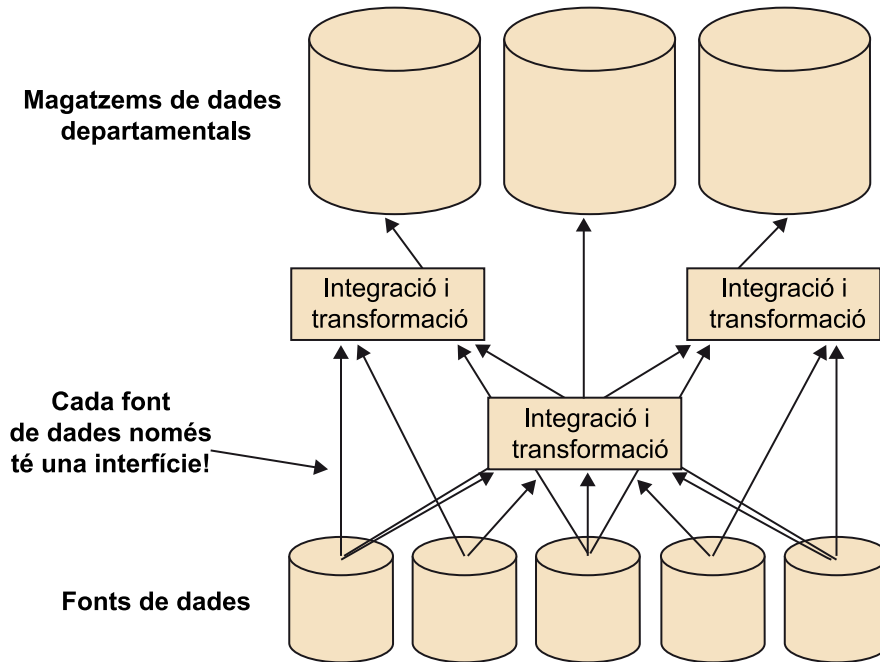 Magatzems de dades
departamentals
Integració i
transformació
Integració i
transformació
Cada font
de dades només
té una interfície!
Integració i
transformació
Fonts de dades